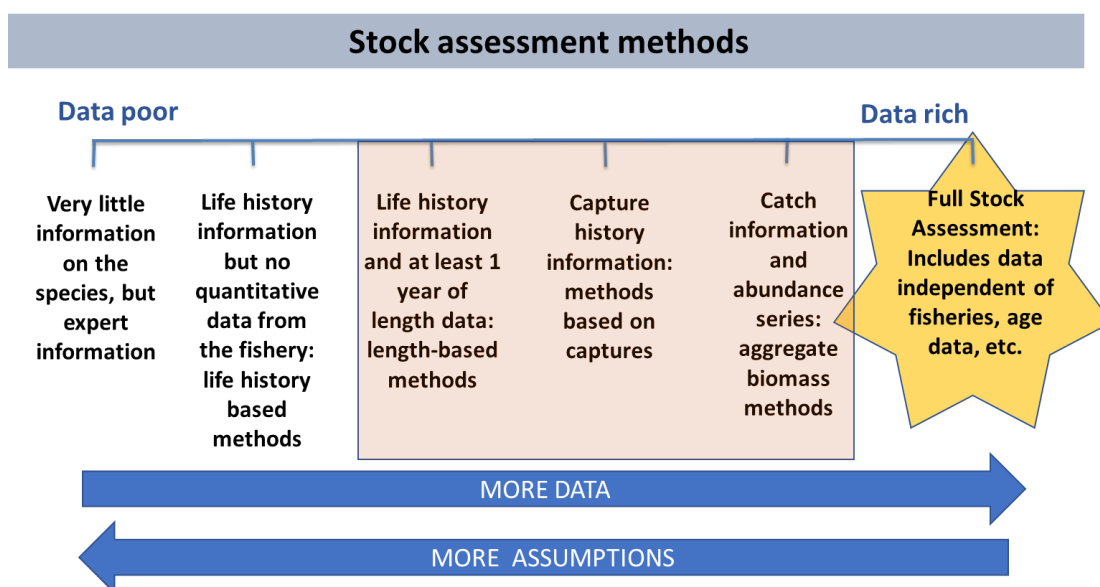 Stock assessment methods
Data poor
Data rich
Very little
information
on the
species, but
expert
information
Life history
information
but no
quantitative
data from
the fishery:
life history
based
methods
Life history
information
and at least 1
year of
length data:
length-based
methods
Capture
history
information:
methods
based on
captures
Catch
information
and
abundance
series:
aggregate
biomass
methods
Full Stock
Assessment:
Includes data
independent of
fisheries, age
data, etc.
MORE DATA
MORE ASSUMPTIONS